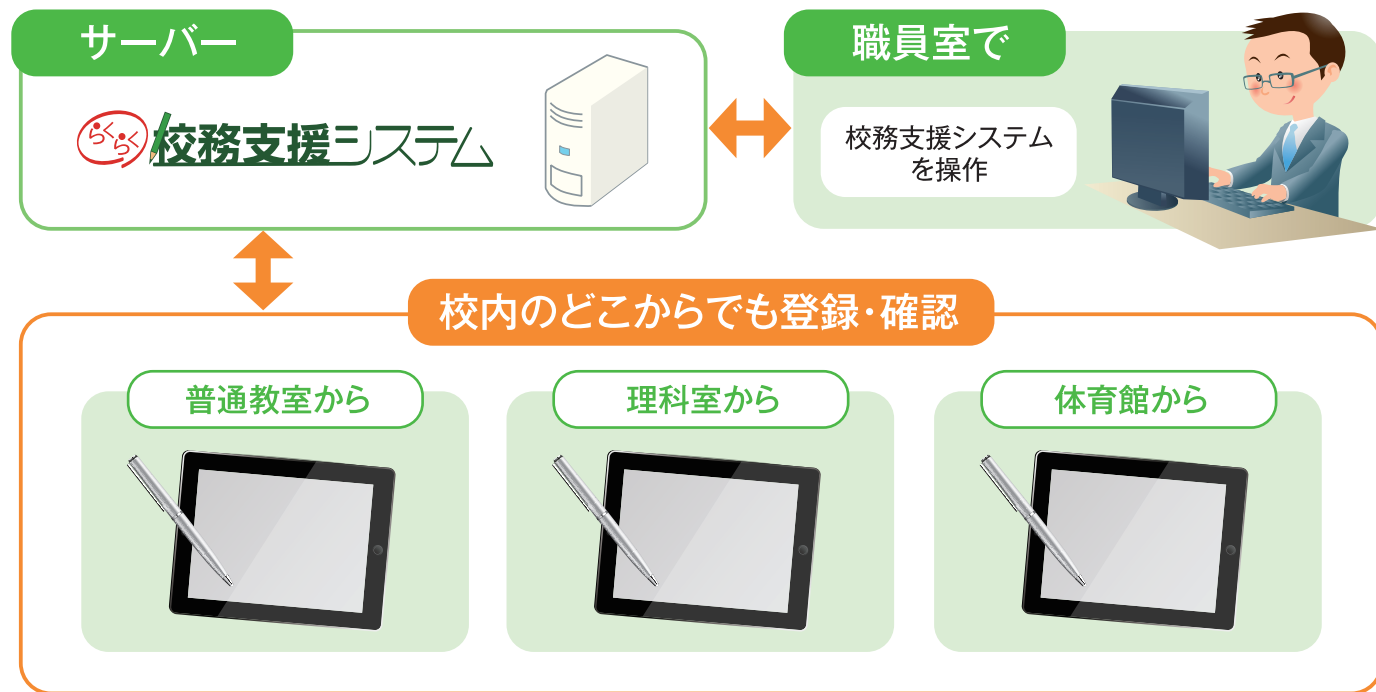 サーバー
らくらく校務支援システム
職員室で
校務支援システム
を操作
校内のどこからでも登録・確認
普通教室から
理科室から
体育館から